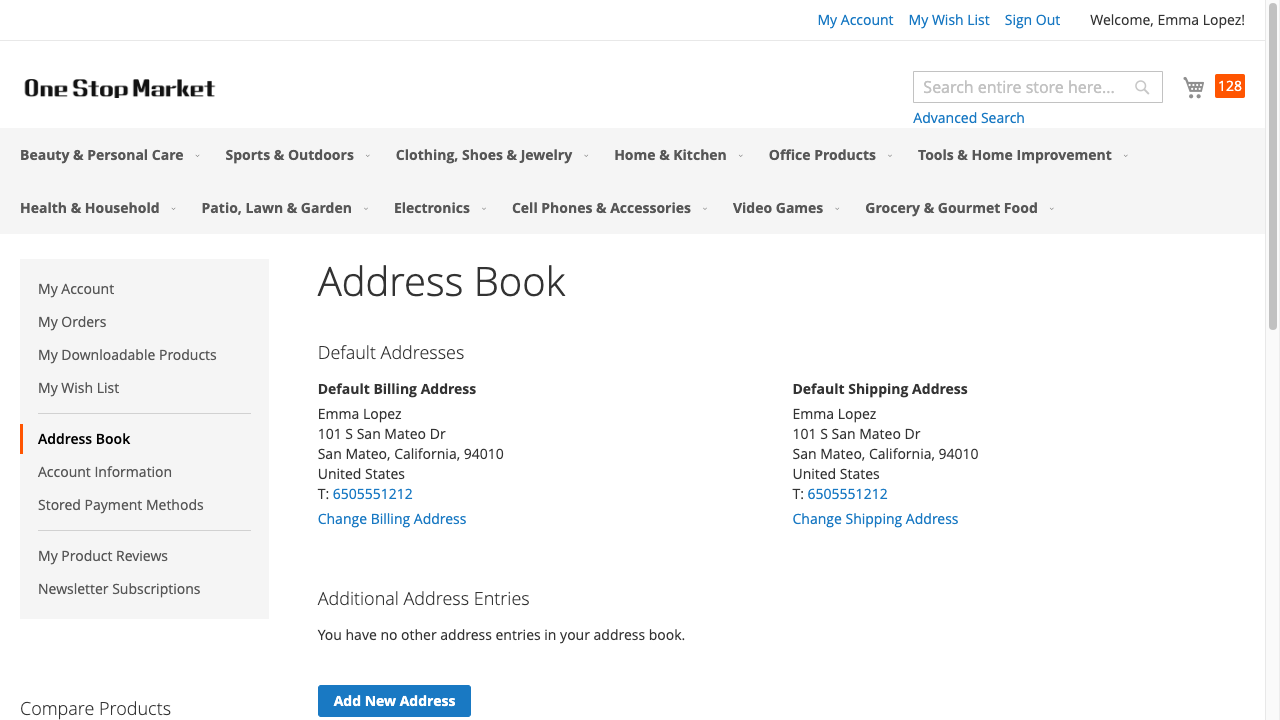 My Account My Wish List Sign Out Welcome, Emma Lopez!
One Stop Market
Search entire store here...
128
Advanced Search
Beauty & Personal Care Sports & Outdoors Clothing, Shoes & Jewelry Home & Kitchen Office Products Tools & Home Improvement
Health & Household Patio, Lawn & Garden Electronics Cell Phones & Accessories Video Games Grocery & Gourmet Food
My Account
My Orders
My Downloadable Products
My Wish List
Address Book
Account Information
Stored Payment Methods
My Product Reviews
Newsletter Subscriptions
Compare Products
Address Book
Default Addresses
Default Billing Address
Emma Lopez
101 S San Mateo Dr
San Mateo, California, 94010
United States
T: 6505551212
Change Billing Address
Default Shipping Address
Emma Lopez
101 S San Mateo Dr
San Mateo, California, 94010
United States
T: 6505551212
Change Shipping Address
Additional Address Entries
You have no other address entries in your address book.
Add New Address